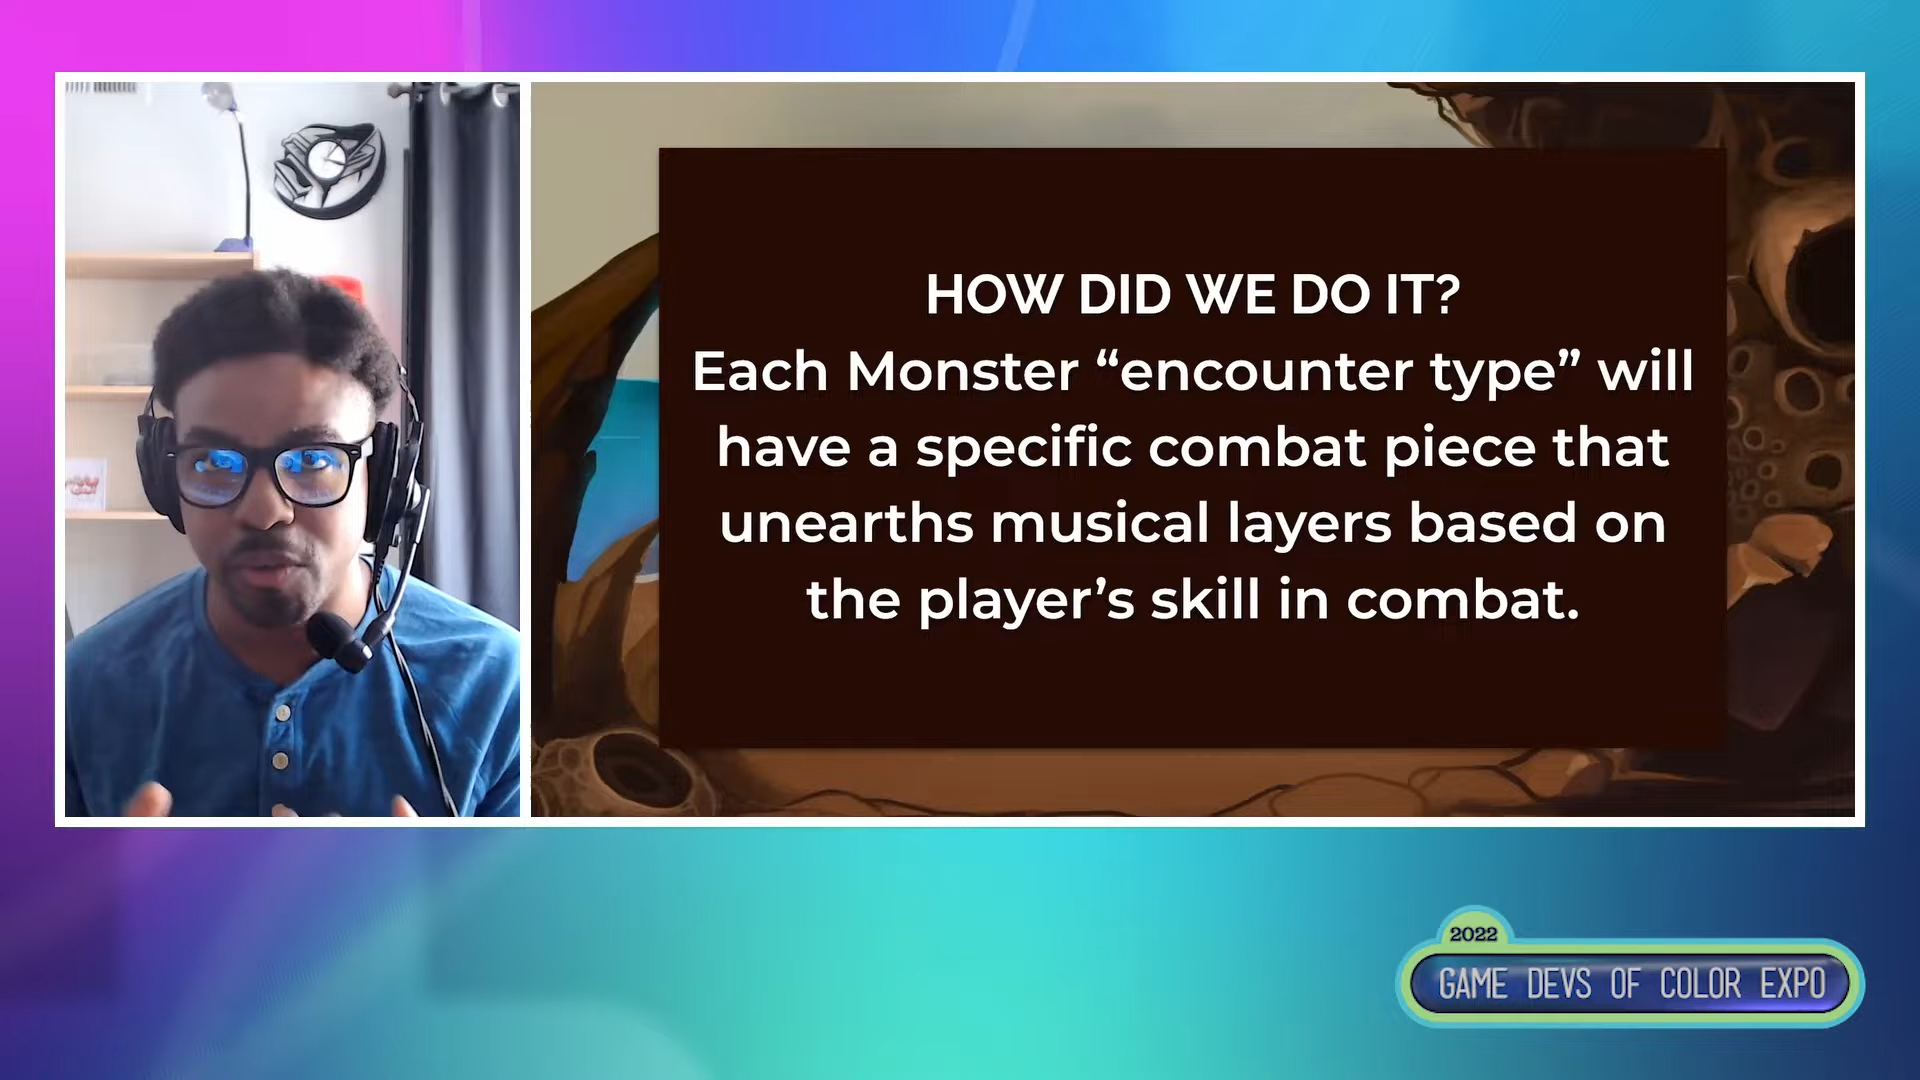 HOW DID WE DO IT?
Each Monster “encounter type” will
have a specific combat piece that
unearths musical layers based on
the player’s skill in combat.
2022
GAME DEVS OF COLOR EXPO